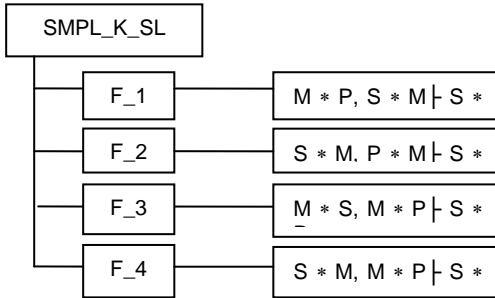 SMPL_K_SL
F_1
M * P, S * M├ S *
F_2
S * M, P * M├ S *
F_3
M * S, M * P├ S *
F_4
S * M, M * P├ S *